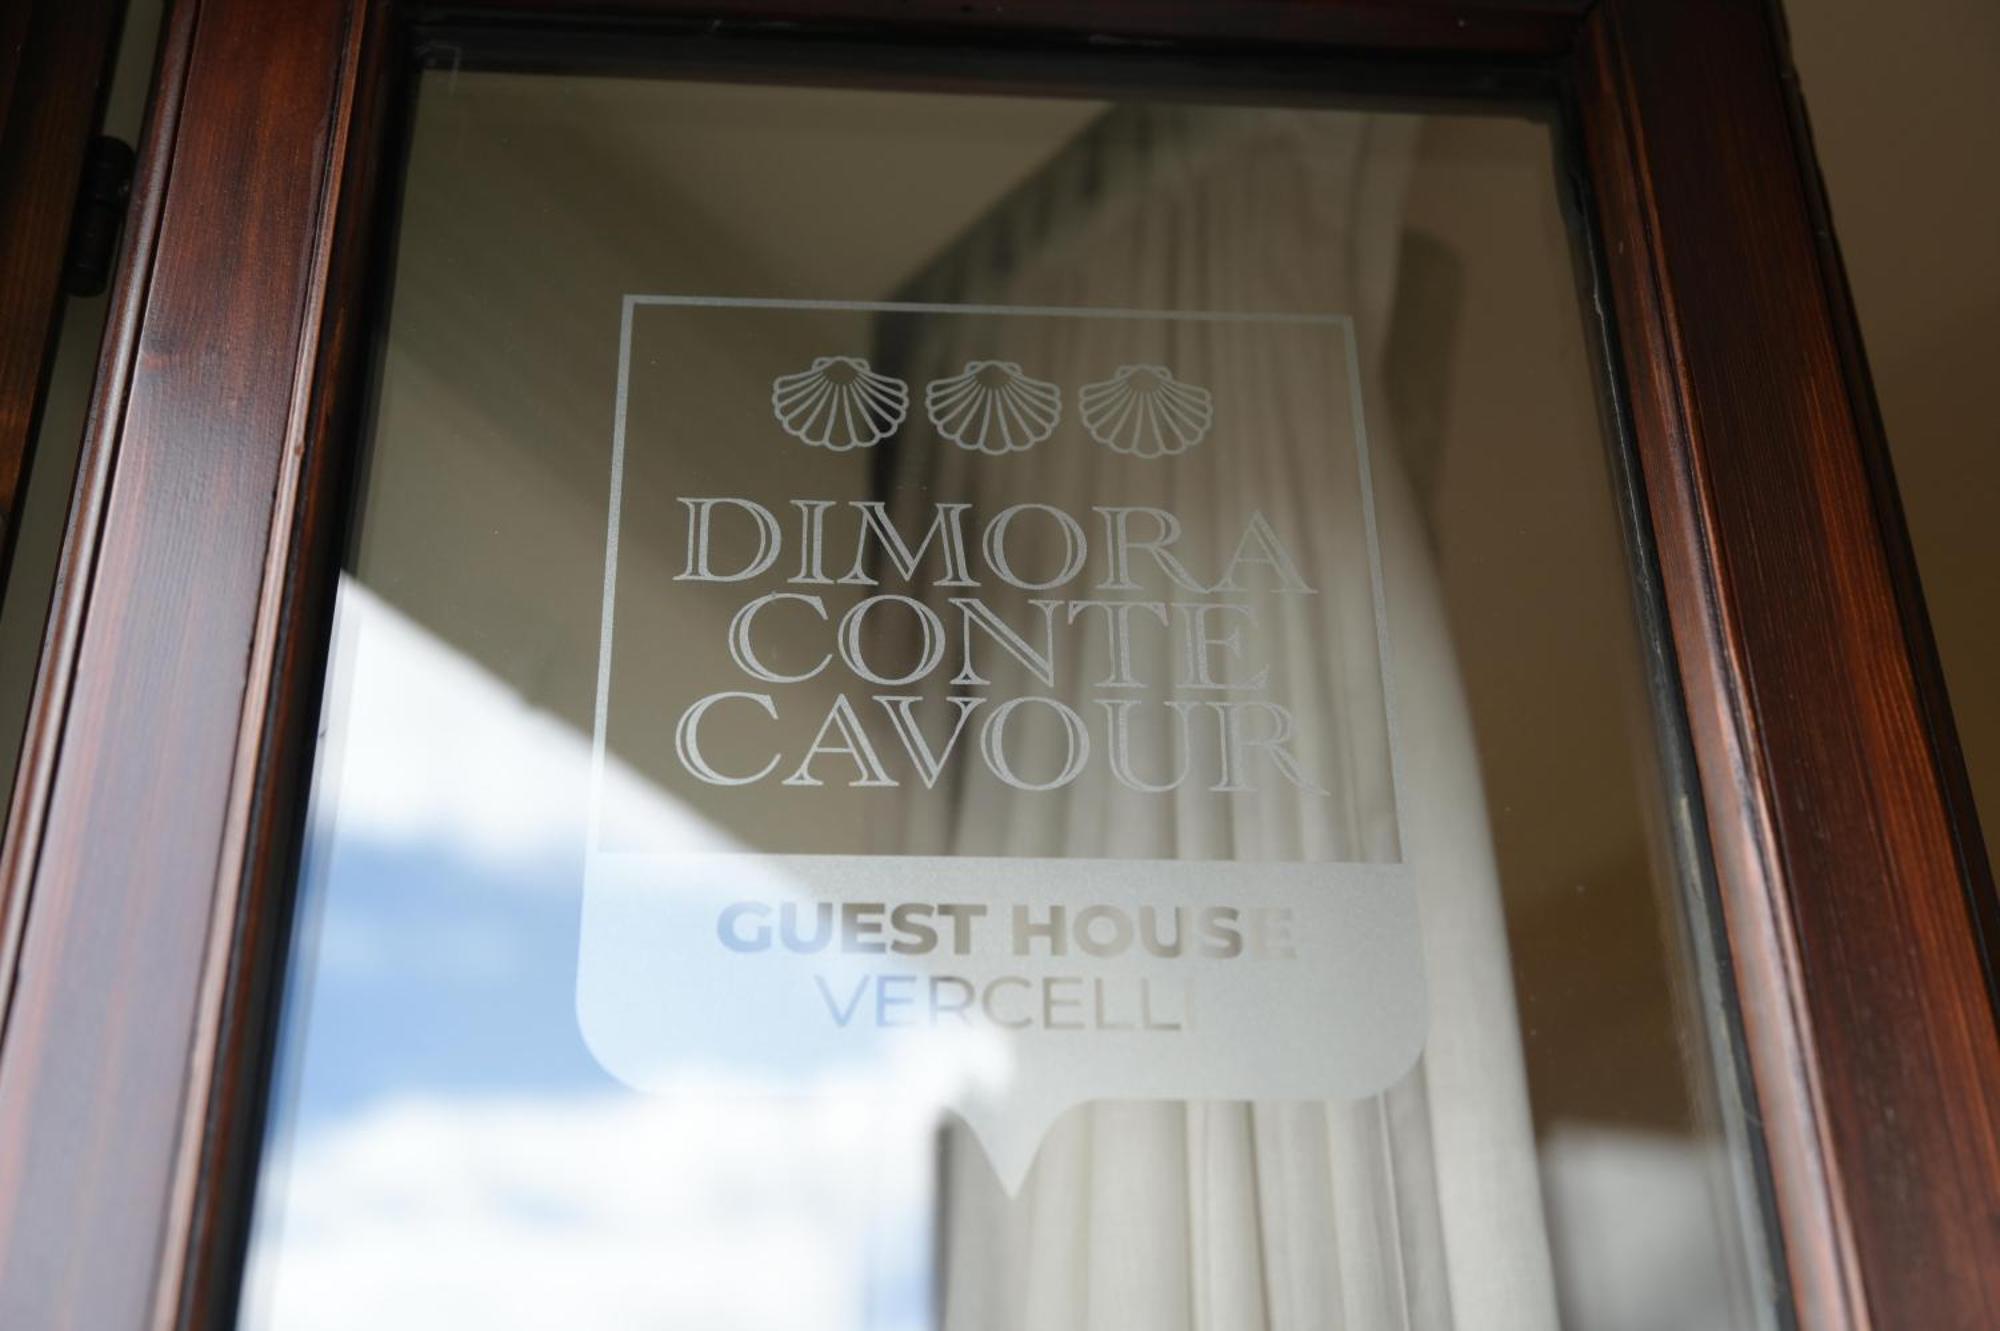 DIMORA
CONTE
CAVOUR
GUEST HOUSE
VERCELLI